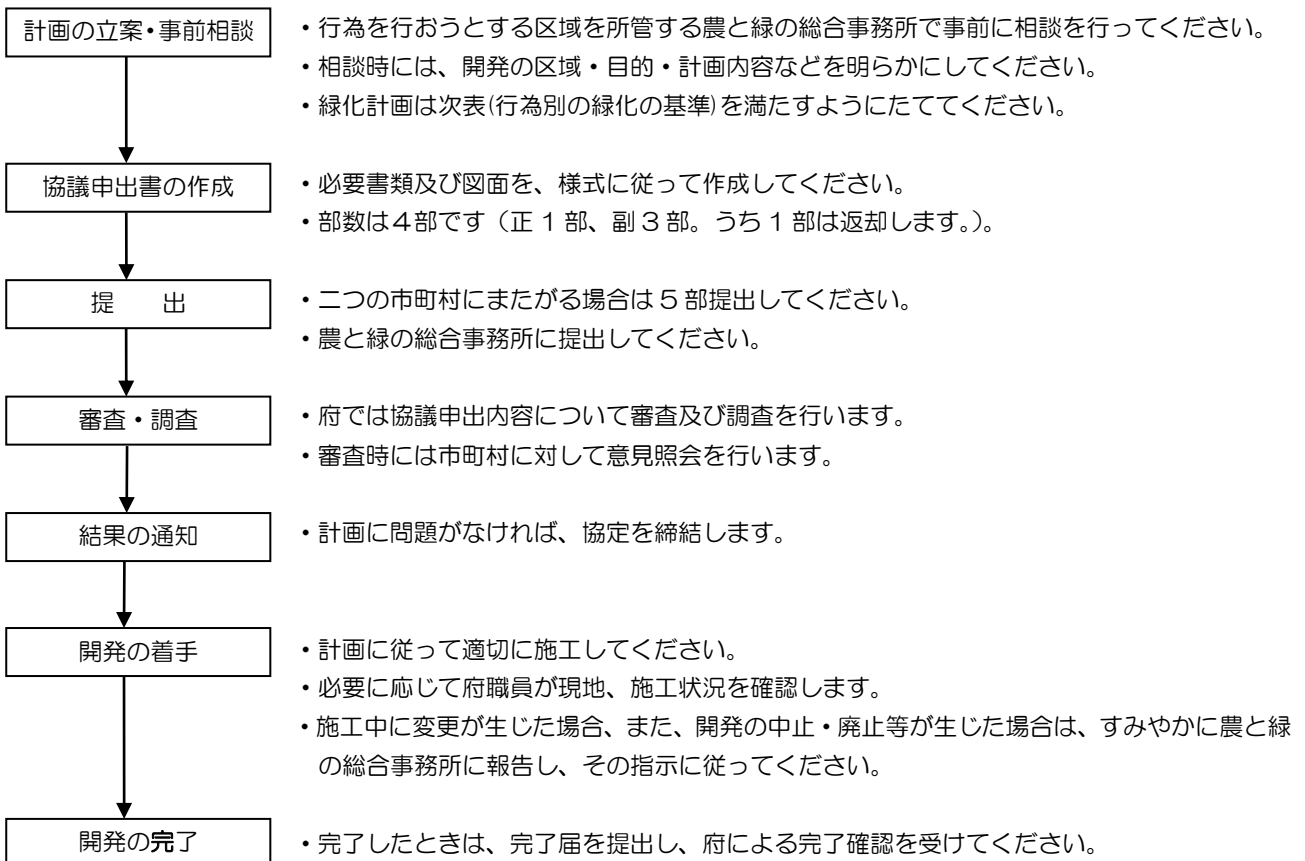 計画の立案・事前相談
・行為を行おうとする区域を所管する農と緑の総合事務所で事前に相談を行ってください。
・相談時には、開発の区域・目的・計画内容などを明らかにしてください。
・緑化計画は次表(行為別の緑化の基準)を満たすようにたててください。
協議申出書の作成
・必要書類及び図面を、様式に従って作成してください。
・部数は４部です（正１部、副３部。うち１部は返却します。）。
提　　出
・二つの市町村にまたがる場合は５部提出してください。
・農と緑の総合事務所に提出してください。
審査・調査
・府では協議申出内容について審査及び調査を行います。
・審査時には市町村に対して意見照会を行います。
結果の通知
・計画に問題がなければ、協定を締結します。
開発の着手
・計画に従って適切に施工してください。
・必要に応じて府職員が現地、施工状況を確認します。
・施工中に変更が生じた場合、また、開発の中止・廃止等が生じた場合は、すみやかに農と緑
の総合事務所に報告し、その指示に従ってください。
開発の完了
・完了したときは、完了届を提出し、府による完了確認を受けてください。